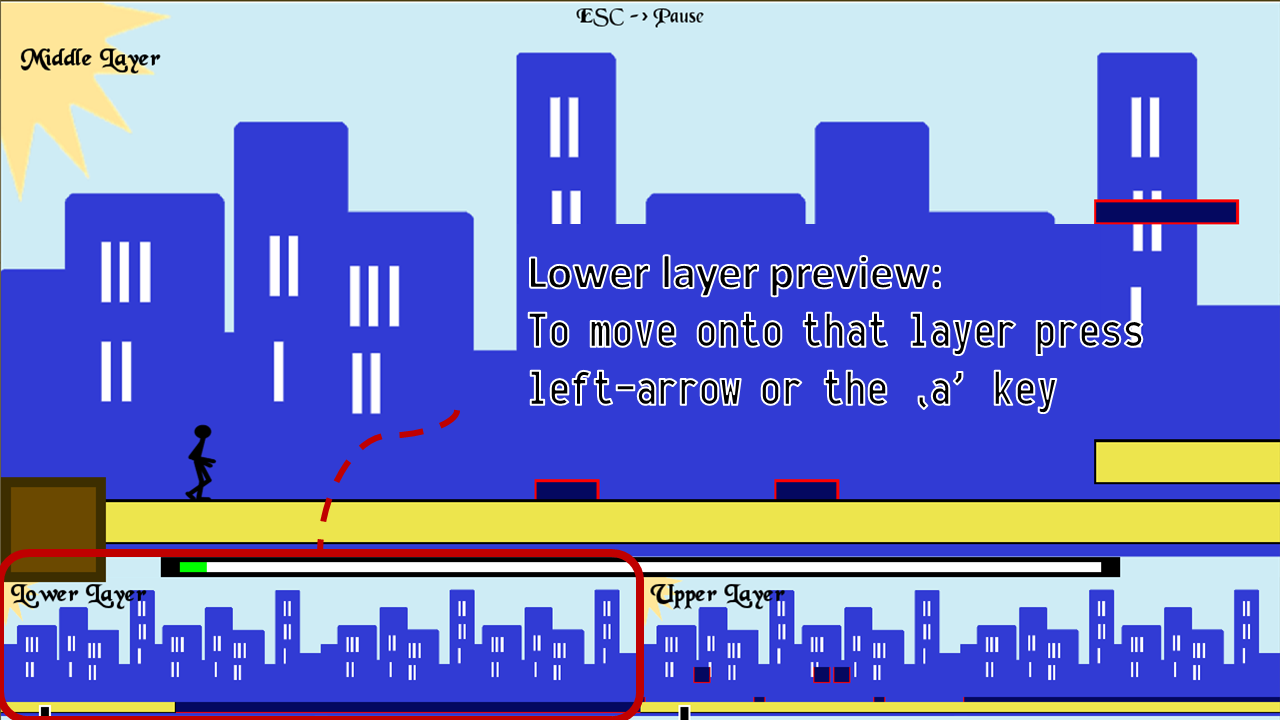 ESC -> Pause
Middle Layer
Lower layer preview:
To move onto that layer press
left-arrow or the ‚a’ key
Lower Layer
Upper Layer